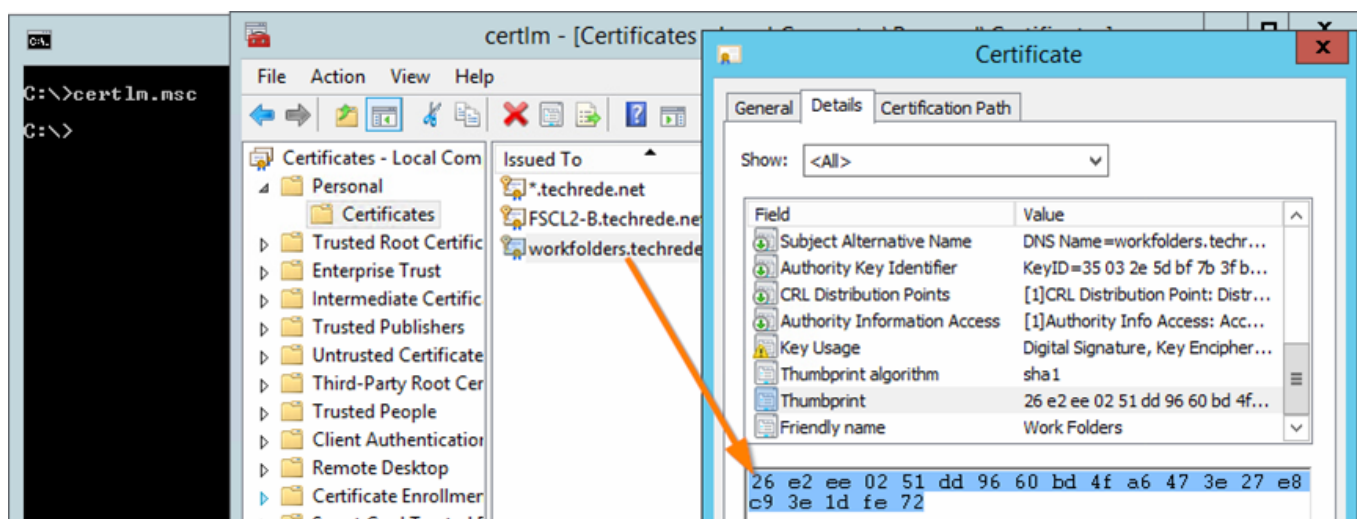 C:\.
C:\>certlm.msc
C:\>
certlm - [Certificates
File Action View Help
Certificates - Local Com
Personal
Certificates
Trusted Root Certific
Enterprise Trust
Intermediate Certific
Trusted Publishers
Untrusted Certificate
Third-Party Root Cer
Trusted People
Client Authentication
Remote Desktop
Certificate Enrollmer
Issued To
*.techrede.net
FSCL2-B.techrede.ne
workfolders.techrede
Certificate
General Details Certification Path
Show: <All>
Field Value
Subject Alternative Name DNS Name=workfolders.techr...
Authority Key Identifier KeyID=35 03 2e 5d bf 7b 3f b...
CRL Distribution Points [1]CRL Distribution Point: Distr...
Authority Information Access [1]Authority Info Access: Acc...
Key Usage Digital Signature, Key Encipher...
Thumbprint algorithm sha1
Thumbprint 26 e2 ee 02 51 dd 96 60 bd 4f...
Friendly name Work Folders
26 e2 ee 02 51 dd 96 60 bd 4f a6 47 3e 27 e8
c9 3e 1d fe 72